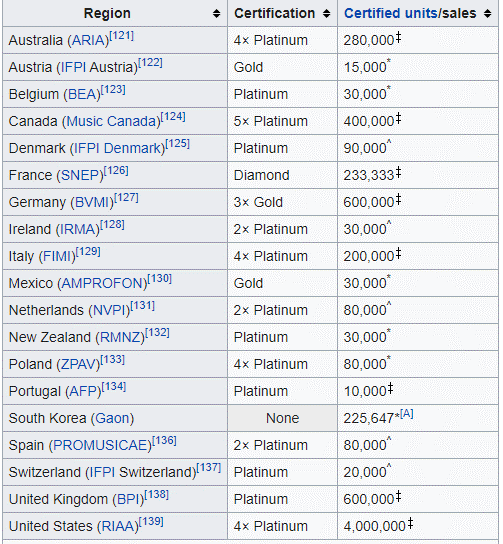 Region Certification Certified units/sales
Australia (ARIA)[121] 4× Platinum 280,000‡
Austria (IFPI Austria)[122] Gold 15,000*
Belgium (BEA)[123] Platinum 30,000*
Canada (Music Canada)[124] 5× Platinum 400,000‡
Denmark (IFPI Denmark)[125] Platinum 90,000^
France (SNEP)[126] Diamond 233,333‡
Germany (BVMI)[127] 3× Gold 600,000‡
Ireland (IRMA)[128] 2× Platinum 30,000^
Italy (FIMI)[129] 4× Platinum 200,000‡
Mexico (AMPROFON)[130] Gold 30,000*
Netherlands (NVPI)[131] 2× Platinum 80,000^
New Zealand (RMNZ)[132] Platinum 30,000*
Poland (ZPAV)[133] 4× Platinum 80,000*
Portugal (AFP)[134] Platinum 10,000‡
South Korea (Gaon) None 225,647*[A]
Spain (PROMUSICAE)[136] 2× Platinum 80,000^
Switzerland (IFPI Switzerland)[137] Platinum 20,000^
United Kingdom (BPI)[138] Platinum 600,000‡
United States (RIAA)[139] 4× Platinum 4,000,000‡